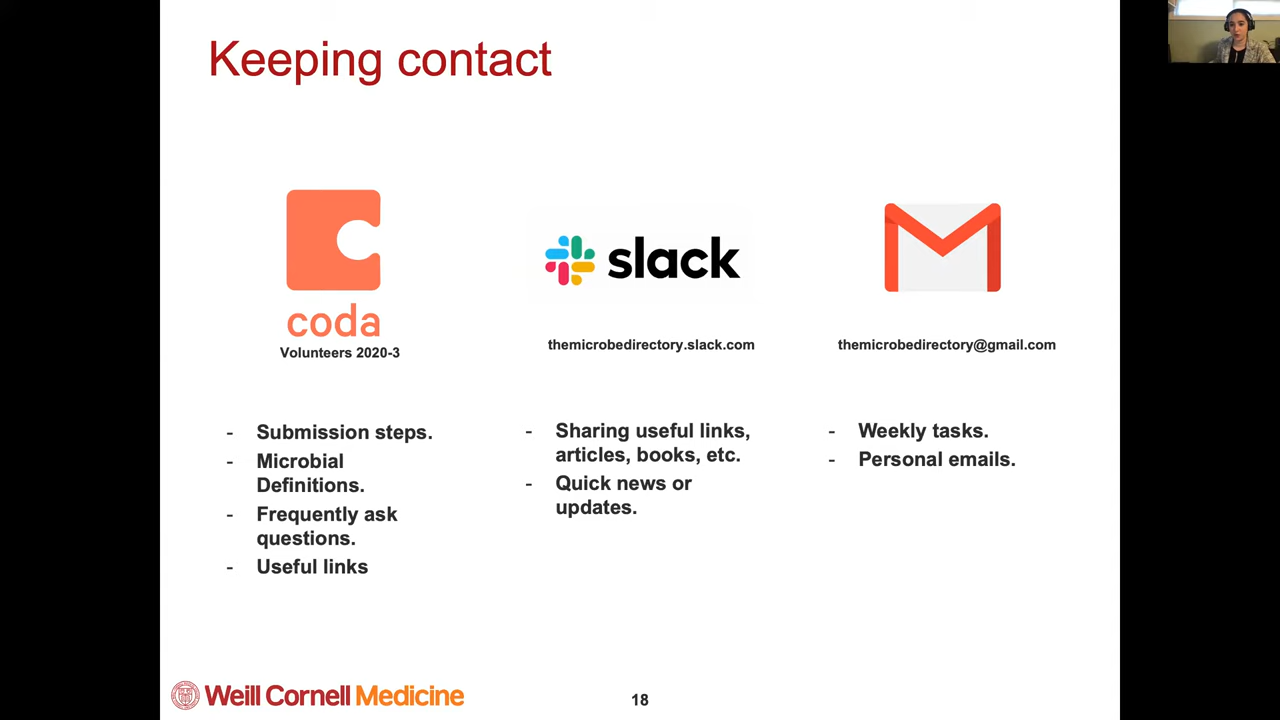 Keeping contact
coda
Volunteers 2020-3
- Submission steps.
- Microbial
Definitions.
- Frequently ask
questions.
- Useful links
slack
themicrobedirectory.slack.com
- Sharing useful links,
articles, books, etc.
- Quick news or
updates.
themicrobedirectory@gmail.com
- Weekly tasks.
- Personal emails.
Weill Cornell Medicine
18